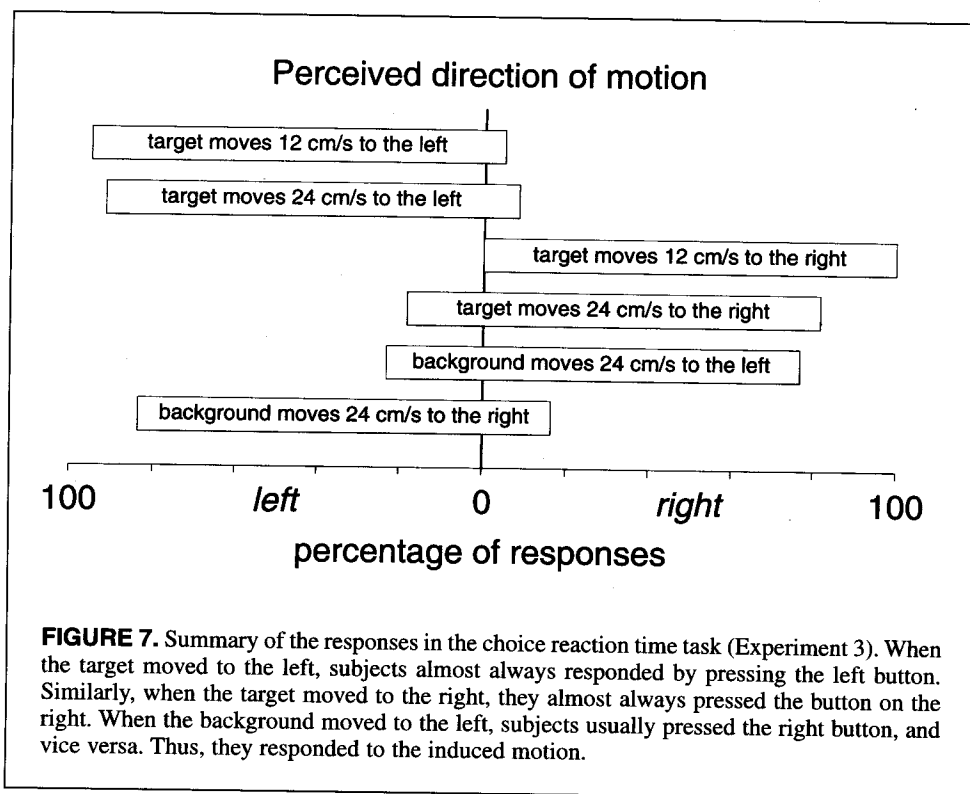 Perceived direction of motion
target moves 12 cm/s to the left
target moves 24 cm/s to the left
target moves 12 cm/s to the right
target moves 24 cm/s to the right
background moves 24 cm/s to the left
background moves 24 cm/s to the right
100 left 0 right 100
percentage of responses
FIGURE 7. Summary of the responses in the choice reaction time task (Experiment 3). When
the target moved to the left, subjects almost always responded by pressing the left button.
Similarly, when the target moved to the right, they almost always pressed the button on the
right. When the background moved to the left, subjects usually pressed the right button, and
vice versa. Thus, they responded to the induced motion.